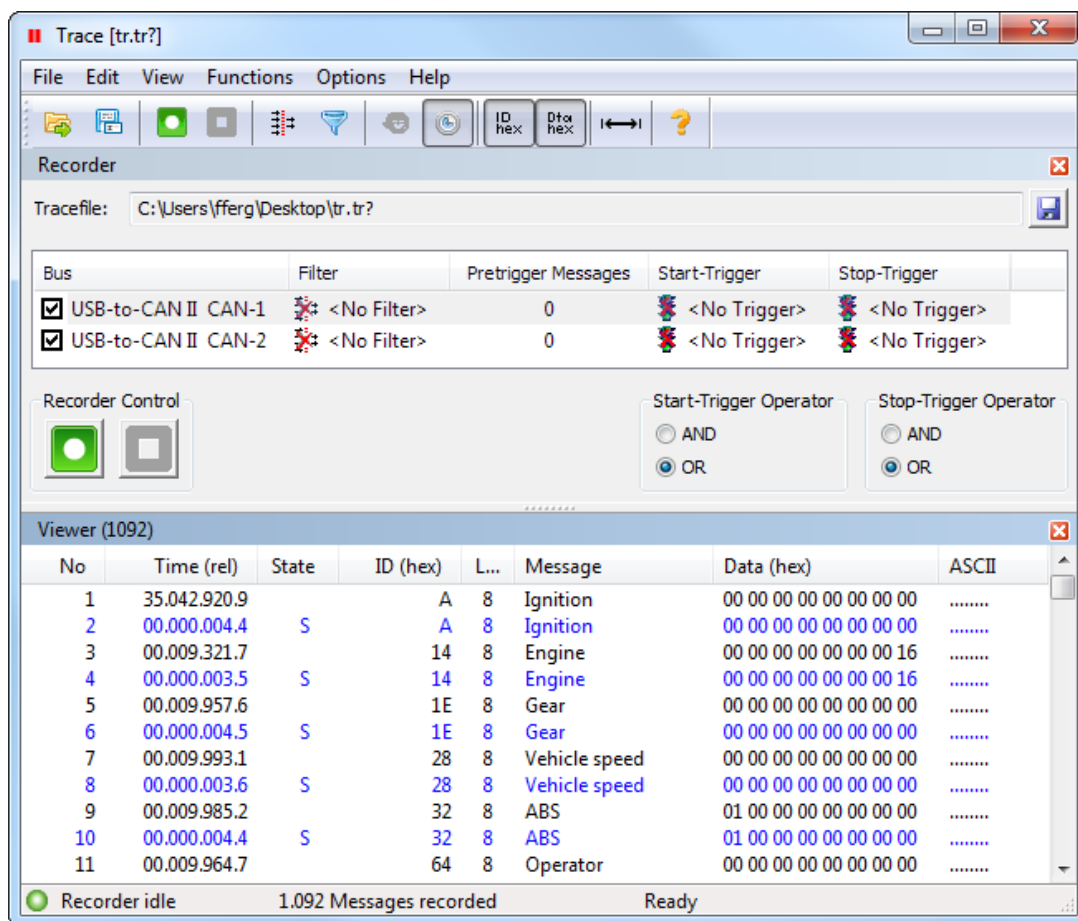 Trace [tr.tr?]
File Edit View Functions Options Help
ID hex Dta hex
Recorder
Tracefile: C:\Users\fferg\Desktop\tr.tr?
Bus Filter Pretrigger Messages Start-Trigger Stop-Trigger
USB-to-CAN II CAN-1 <No Filter> 0 <No Trigger> <No Trigger>
USB-to-CAN II CAN-2 <No Filter> 0 <No Trigger> <No Trigger>
Recorder Control Start-Trigger Operator Stop-Trigger Operator
AND AND
OR OR
Viewer (1092)
No Time (rel) State ID (hex) L... Message Data (hex) ASCII
1 35.042.920.9 A 8 Ignition 00 00 00 00 00 00 00 00 ........
2 00.000.004.4 S A 8 Ignition 00 00 00 00 00 00 00 00 ........
3 00.009.321.7 14 8 Engine 00 00 00 00 00 00 00 16 ........
4 00.000.003.5 S 14 8 Engine 00 00 00 00 00 00 00 16 ........
5 00.009.957.6 1E 8 Gear 00 00 00 00 00 00 00 00 ........
6 00.000.004.5 S 1E 8 Gear 00 00 00 00 00 00 00 00 ........
7 00.009.993.1 28 8 Vehicle speed 00 00 00 00 00 00 00 00 ........
8 00.000.003.6 S 28 8 Vehicle speed 00 00 00 00 00 00 00 00 ........
9 00.009.985.2 32 8 ABS 01 00 00 00 00 00 00 00 ........
10 00.000.004.4 S 32 8 ABS 01 00 00 00 00 00 00 00 ........
11 00.009.964.7 64 8 Operator 00 00 00 00 00 00 00 00 ........
Recorder idle 1.092 Messages recorded Ready